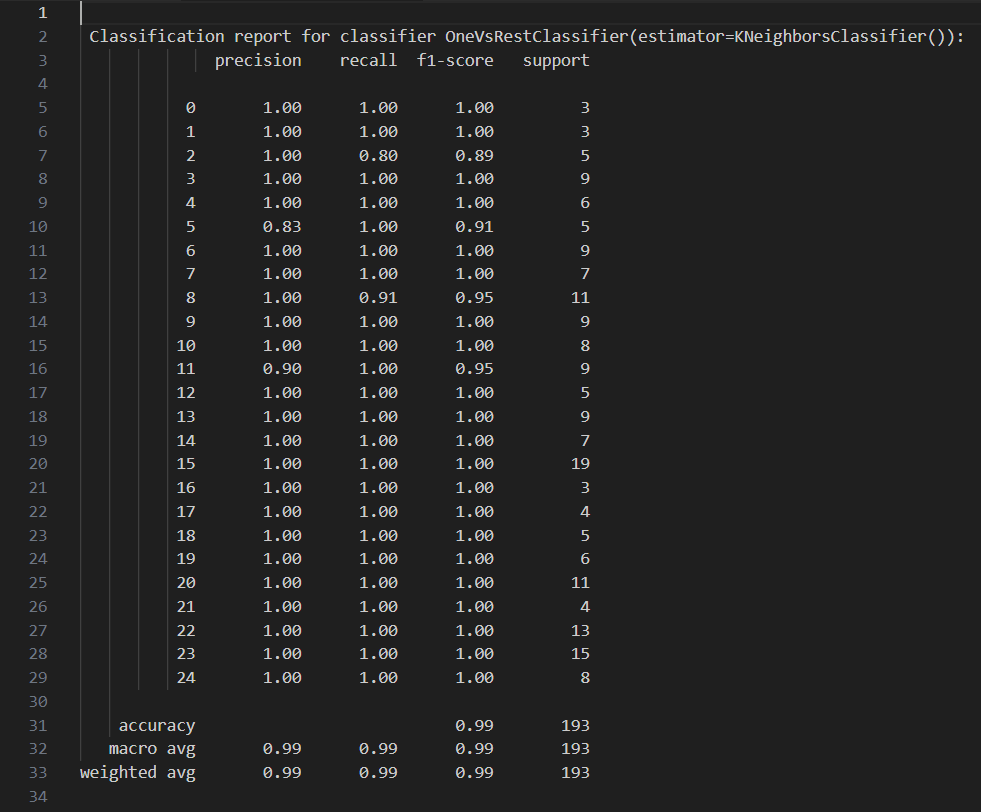 1
2 Classification report for classifier OneVsRestClassifier(estimator=KNeighborsClassifier()):
3 precision recall f1-score support
4
5 0 1.00 1.00 1.00 3
6 1 1.00 1.00 1.00 3
7 2 1.00 0.80 0.89 5
8 3 1.00 1.00 1.00 9
9 4 1.00 1.00 1.00 6
10 5 0.83 1.00 0.91 5
11 6 1.00 1.00 1.00 9
12 7 1.00 1.00 1.00 7
13 8 1.00 0.91 0.95 11
14 9 1.00 1.00 1.00 9
15 10 1.00 1.00 1.00 8
16 11 0.90 1.00 0.95 9
17 12 1.00 1.00 1.00 5
18 13 1.00 1.00 1.00 9
19 14 1.00 1.00 1.00 7
20 15 1.00 1.00 1.00 19
21 16 1.00 1.00 1.00 3
22 17 1.00 1.00 1.00 4
23 18 1.00 1.00 1.00 5
24 19 1.00 1.00 1.00 6
25 20 1.00 1.00 1.00 11
26 21 1.00 1.00 1.00 4
27 22 1.00 1.00 1.00 13
28 23 1.00 1.00 1.00 15
29 24 1.00 1.00 1.00 8
30
31 accuracy 0.99 193
32 macro avg 0.99 0.99 0.99 193
33 weighted avg 0.99 0.99 0.99 193
34